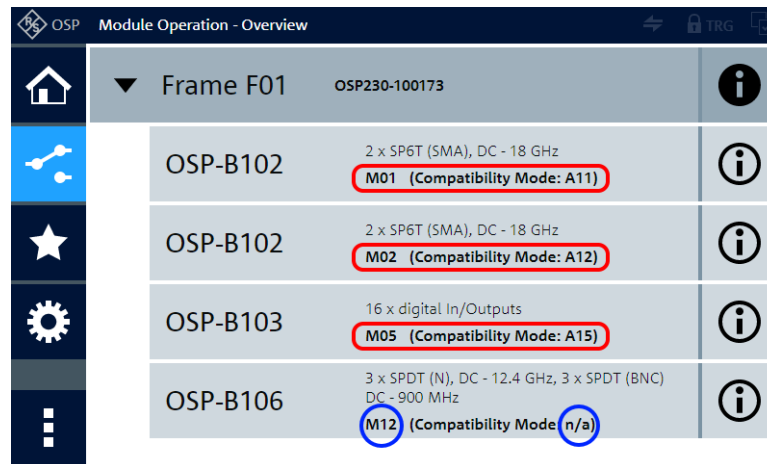 R&S OSP Module Operation - Overview TRG
Frame F01 OSP230-100173
OSP-B102
2 x SP6T (SMA), DC - 18 GHz
M01 (Compatibility Mode: A11)
OSP-B102
2 x SP6T (SMA), DC - 18 GHz
M02 (Compatibility Mode: A12)
OSP-B103
16 x digital In/Outputs
M05 (Compatibility Mode: A15)
OSP-B106
3 x SPDT (N), DC - 12.4 GHz, 3 x SPDT (BNC)
DC - 900 MHz
M12 (Compatibility Mode: n/a)